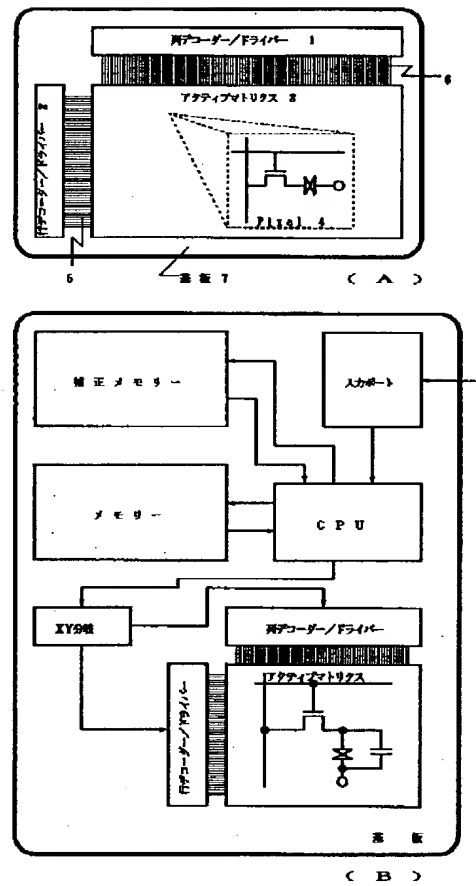 列デコーダー/ドライバー 1
6
アクティブマトリクス 3
行デコーダー/ドライバー 2
Pixel 4
5
基板 7
(A)
補正メモリー
入力ポート
メモリー
CPU
XY分岐
列デコーダー/ドライバー
アクティブマトリクス
行デコーダー/ドライバー
基板
(B)